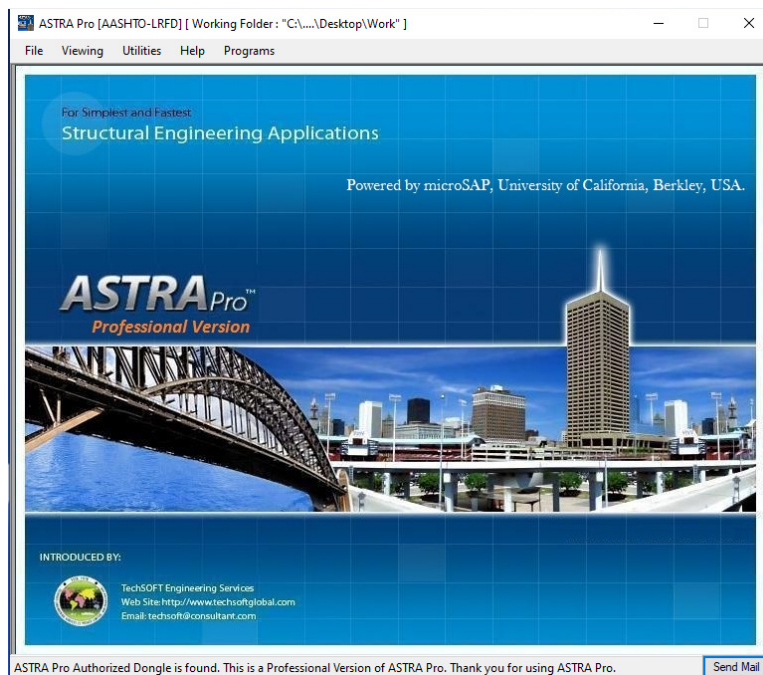 ASTRA Pro [AASHTO-LRFD] [ Working Folder : "C:\....\Desktop\Work" ]
File Viewing Utilities Help Programs
For Simplest and Fastest
Structural Engineering Applications
Powered by microSAP, University of California, Berkley, USA.
ASTRA Pro™
Professional Version
INTRODUCED BY:
TechSOFT Engineering Services
Web Site:http://www.techsoftglobal.com
Email: techsoft@consultant.com
ASTRA Pro Authorized Dongle is found. This is a Professional Version of ASTRA Pro. Thank you for using ASTRA Pro. Send Mail